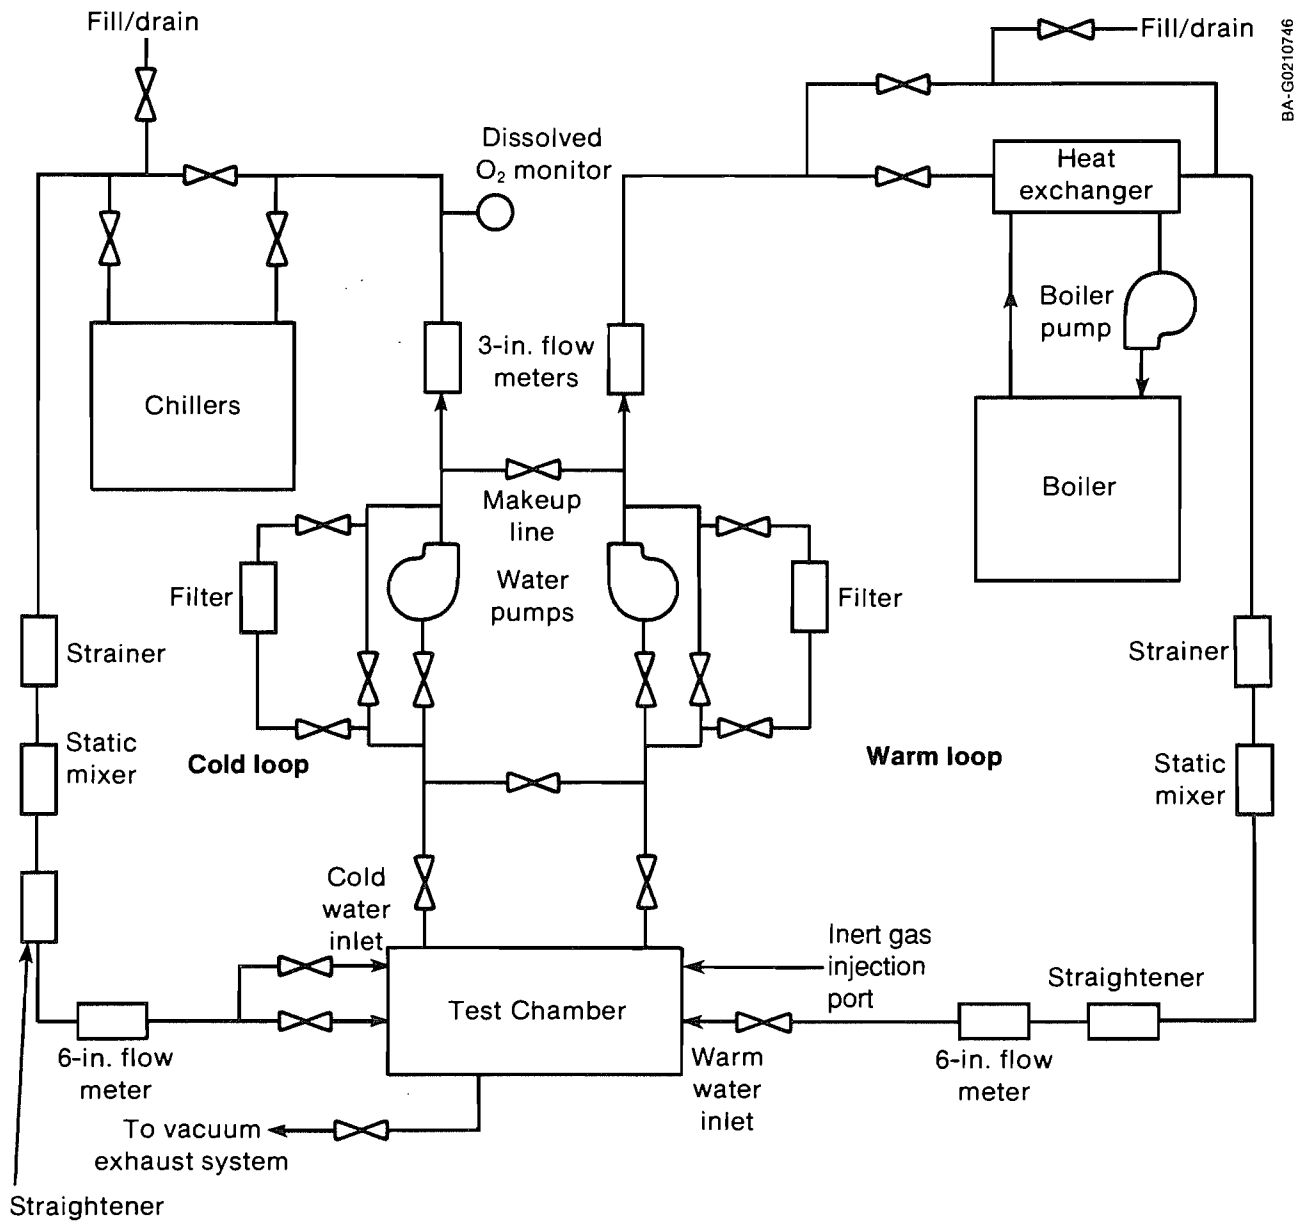 Fill/drain
Fill/drain
BA-G0210746
Dissolved
O₂ monitor
Heat
exchanger
Boiler
pump
3-in. flow
meters
Chillers
Boiler
Makeup
line
Water
pumps
Filter
Filter
Strainer
Strainer
Static
mixer
Cold loop
Warm loop
Static
mixer
Cold
water
inlet
Inert gas
injection
port
Straightener
Test Chamber
6-in. flow
meter
Warm
water
inlet
6-in. flow
meter
To vacuum
exhaust system
Straightener